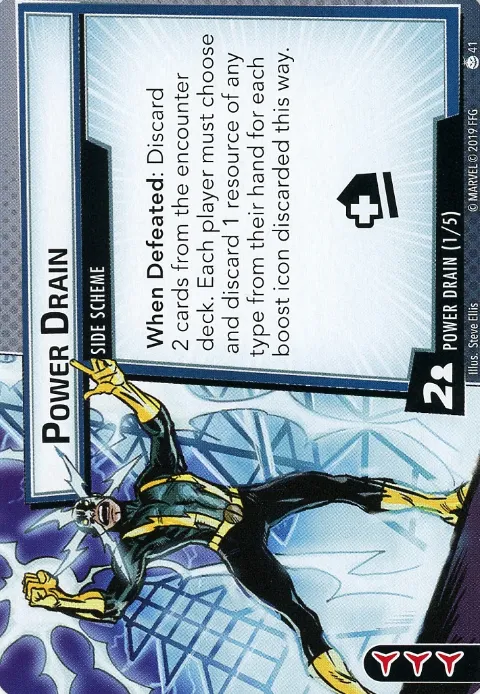 POWER DRAIN
SIDE SCHEME
When Defeated: Discard
2 cards from the encounter
deck. Each player must choose
and discard 1 resource of any
type from their hand for each
boost icon discarded this way.
2
POWER DRAIN (1/5)
Illus. Steve Ellis
© MARVEL © 2019 FFG
41